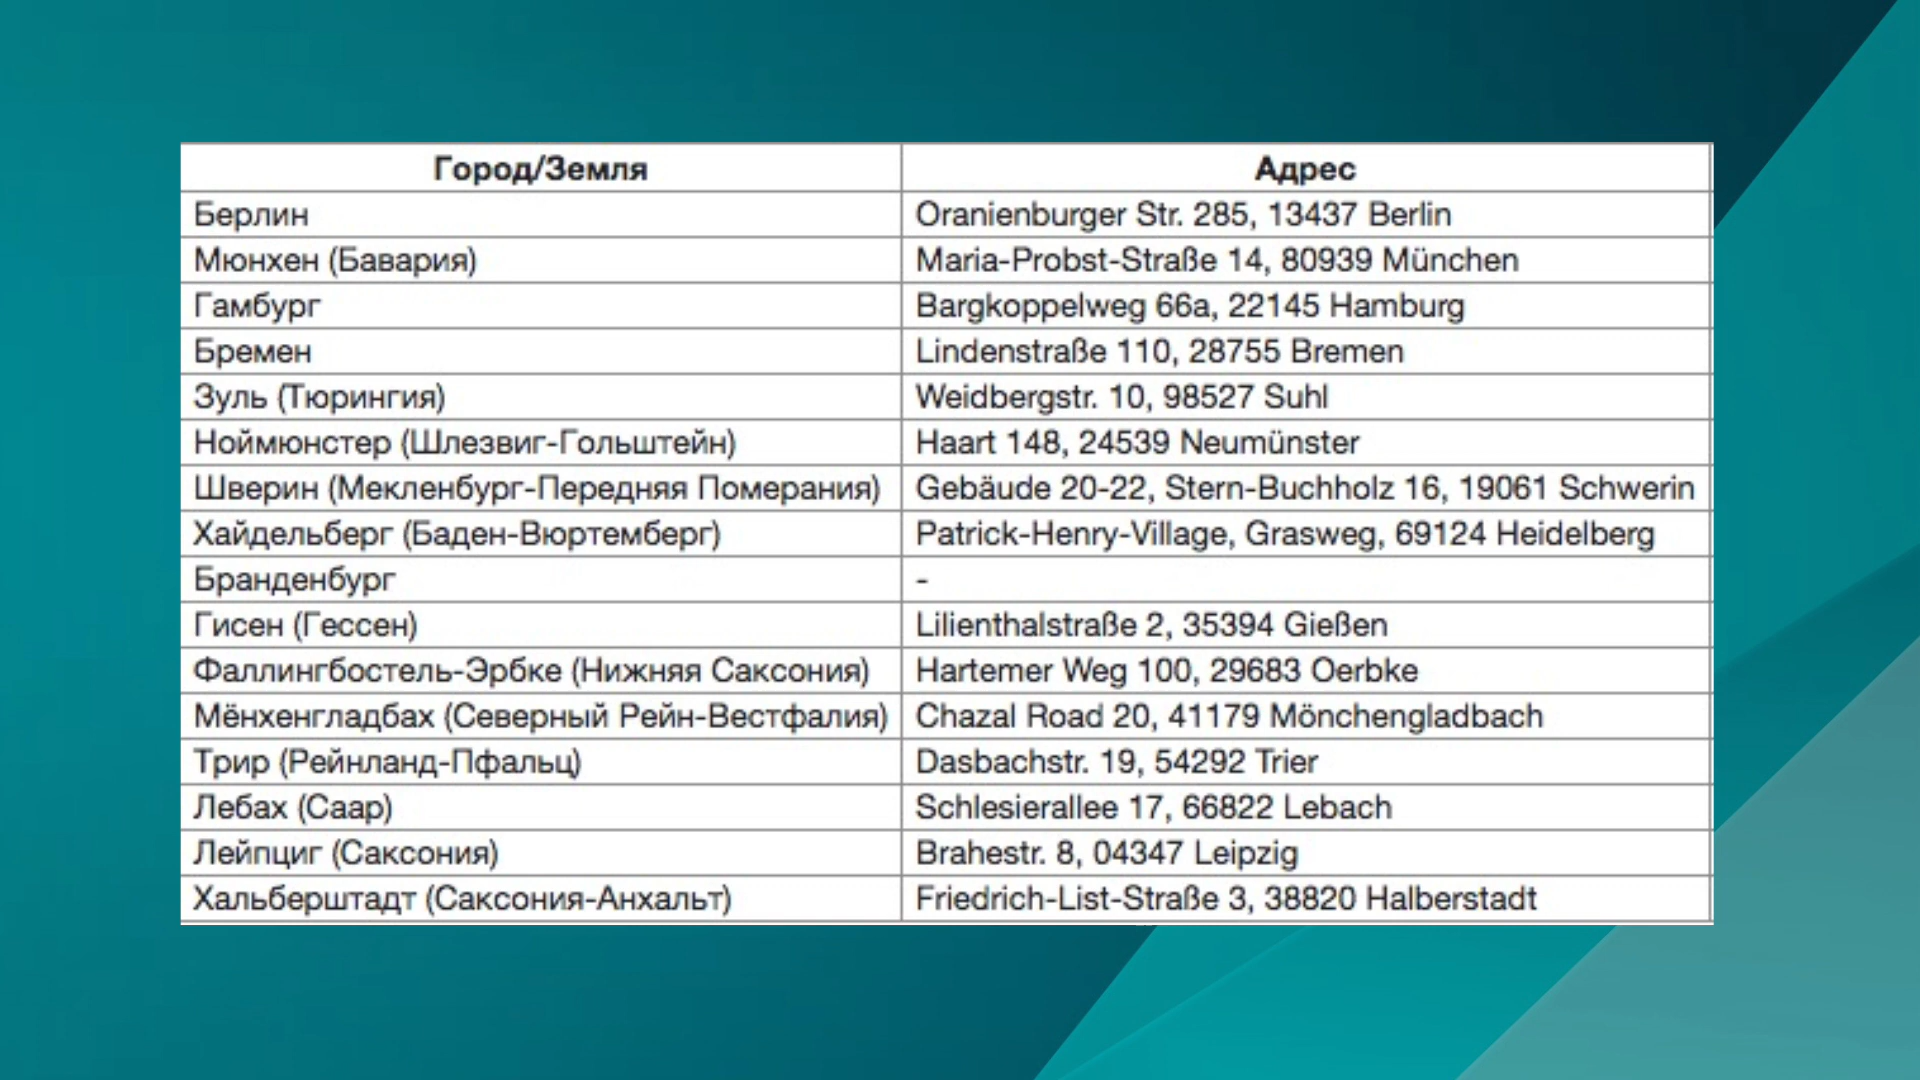 Город/Земля Адрес
Берлин Oranienburger Str. 285, 13437 Berlin
Мюнхен (Бавария) Maria-Probst-Straße 14, 80939 München
Гамбург Bargkoppelweg 66a, 22145 Hamburg
Бремен Lindenstraße 110, 28755 Bremen
Зуль (Тюрингия) Weidbergstr. 10, 98527 Suhl
Ноймюнстер (Шлезвиг-Гольштейн) Haart 148, 24539 Neumünster
Шверин (Мекленбург-Передняя Померания) Gebäude 20-22, Stern-Buchholz 16, 19061 Schwerin
Хайдельберг (Баден-Вюртемберг) Patrick-Henry-Village, Grasweg, 69124 Heidelberg
Бранденбург -
Гисен (Гессен) Lilienthalstraße 2, 35394 Gießen
Фаллингбостель-Эрбке (Нижняя Саксония) Hartemer Weg 100, 29683 Oerbke
Мёнхенгладбах (Северный Рейн-Вестфалия) Chazal Road 20, 41179 Mönchengladbach
Трир (Рейнланд-Пфальц) Dasbachstr. 19, 54292 Trier
Лебах (Саар) Schlesierallee 17, 66822 Lebach
Лейпциг (Саксония) Brahestr. 8, 04347 Leipzig
Хальберштадт (Саксония-Анхальт) Friedrich-List-Straße 3, 38820 Halberstadt